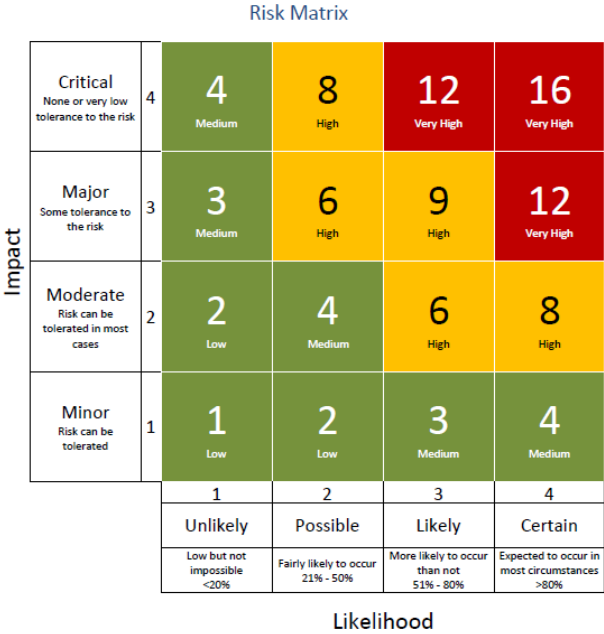 Risk Matrix
Impact
Critical
None or very low
tolerance to the risk
4
4
Medium
8
High
12
Very High
16
Very High
Major
Some tolerance to
the risk
3
3
Medium
6
High
9
High
12
Very High
Moderate
Risk can be
tolerated in most
cases
2
2
Low
4
Medium
6
High
8
High
Minor
Risk can be
tolerated
1
1
Low
2
Low
3
Medium
4
Medium
1
2
3
4
Unlikely
Possible
Likely
Certain
Low but not
impossible
<20%
Fairly likely to occur
21% - 50%
More likely to occur
than not
51% - 80%
Expected to occur in
most circumstances
>80%
Likelihood